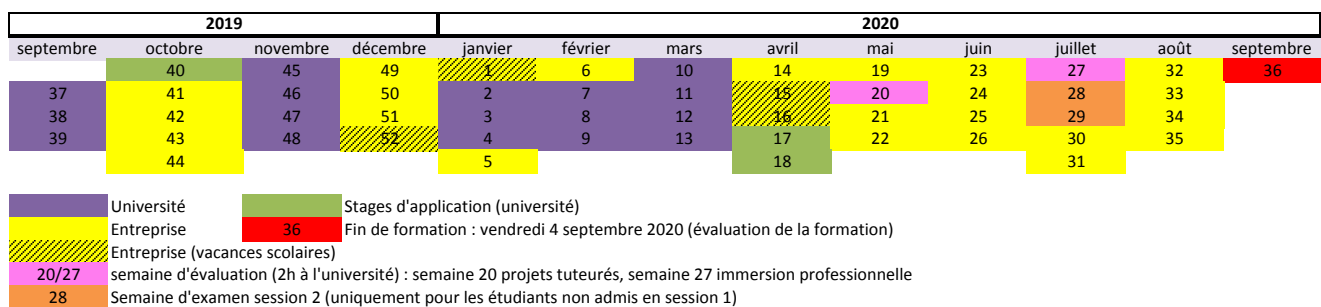 2019 2020
septembre octobre novembre décembre janvier février mars avril mai juin juillet août septembre
40 45 49 1 6 10 14 19 23 27 32 36
37 41 46 50 2 7 11 15 20 24 28 33
38 42 47 51 3 8 12 16 21 25 29 34
39 43 48 52 4 9 13 17 22 26 30 35
44 5 18 31
Université Stages d'application (université)
Entreprise 36 Fin de formation : vendredi 4 septembre 2020 (évaluation de la formation)
Entreprise (vacances scolaires)
20/27 semaine d'évaluation (2h à l'université) : semaine 20 projets tuteurés, semaine 27 immersion professionnelle
28 Semaine d'examen session 2 (uniquement pour les étudiants non admis en session 1)